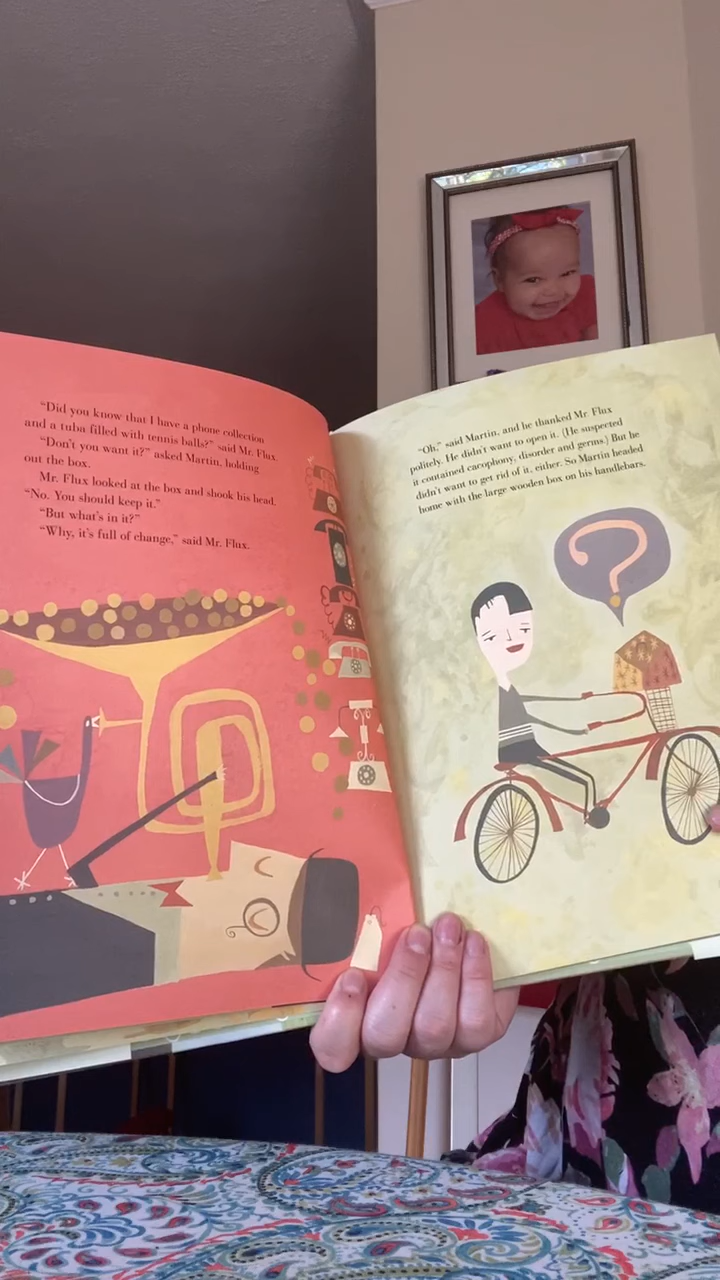 “Did you know that I have a phone collection
and a tuba filled with tennis balls?” said Mr. Flux.
“Don’t you want it?” asked Martin, holding
out the box.
Mr. Flux looked at the box and shook his head.
“No. You should keep it.”
“But what’s in it?”
“Why, it’s full of change,” said Mr. Flux.
“Oh,” said Martin, and he thanked Mr. Flux
politely. He didn’t want to open it. (He suspected
it contained cacophony, disorder and germs.) But he
didn’t want to get rid of it, either. So Martin headed
home with the large wooden box on his handlebars.
?